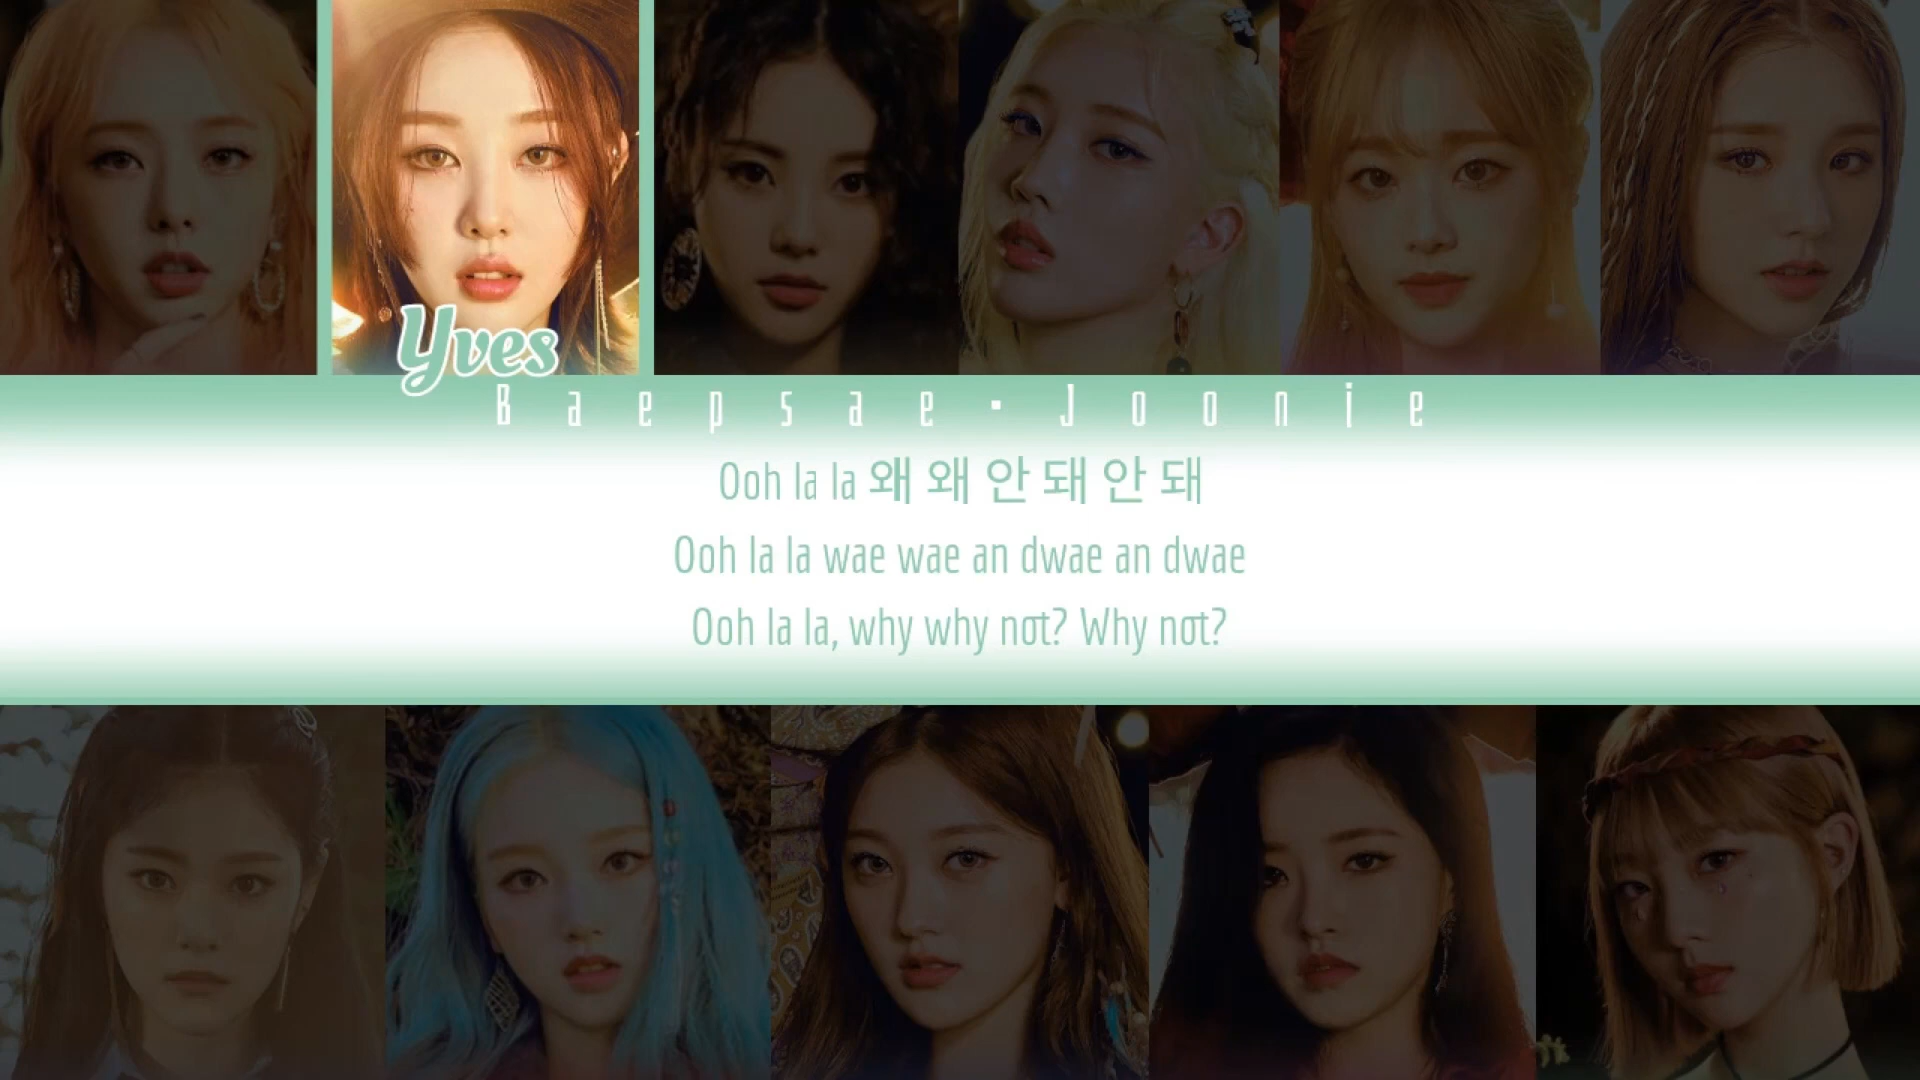 Yves
Baepsae•Joonie
Ooh la la 왜 왜 안 돼 안 돼
Ooh la la wae wae an dwae an dwae
Ooh la la, why why not? Why not?